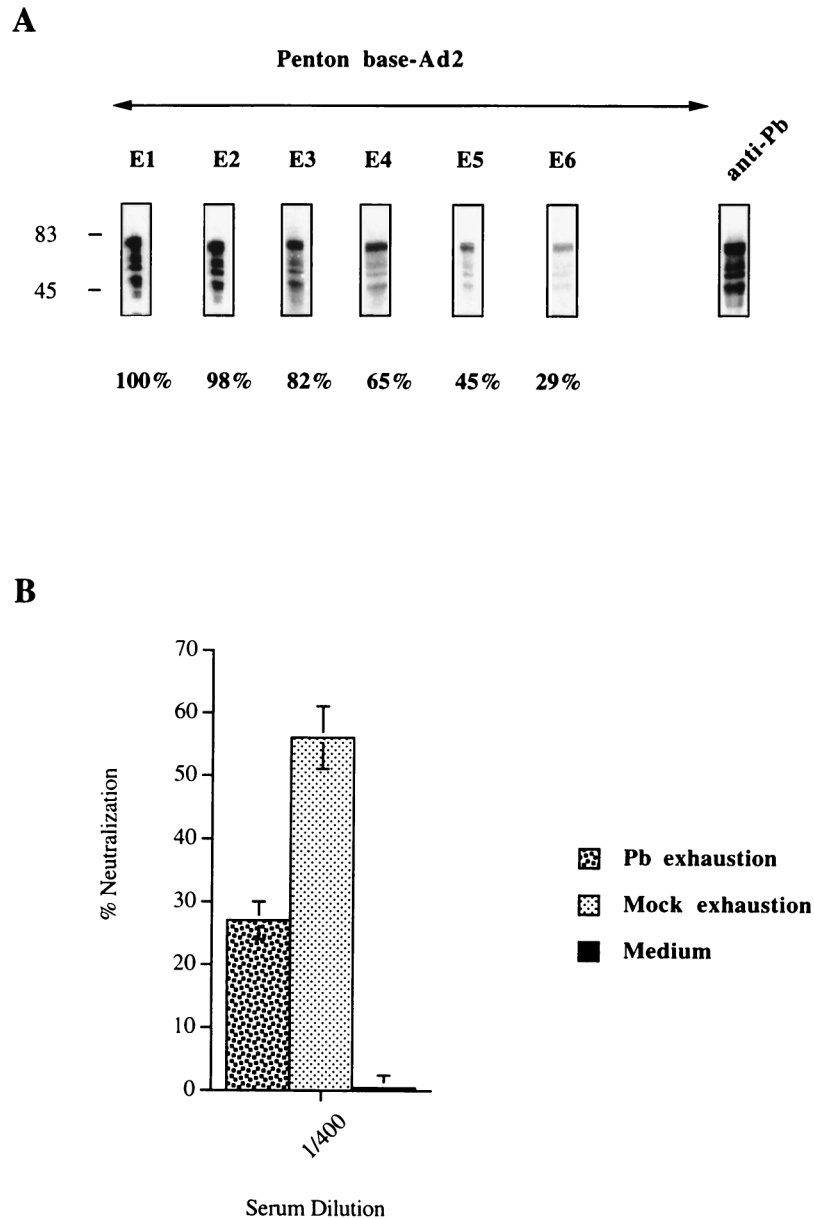 A
Penton base-Ad2
E1 E2 E3 E4 E5 E6 anti-Pb
83
45
100% 98% 82% 65% 45% 29%
B
70
60
50
40
30
20
10
0
% Neutralization
1/400
Serum Dilution
Pb exhaustion
Mock exhaustion
Medium